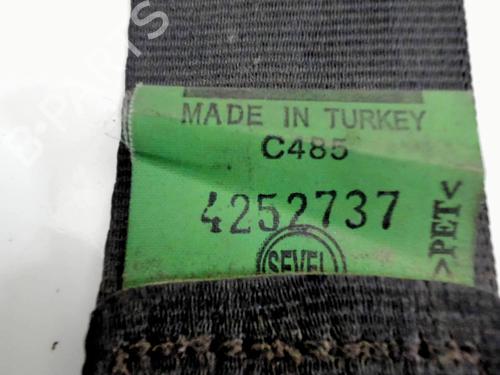 MADE IN TURKEY
C485
4252737
SEVEL
>PET<
B-PARTS